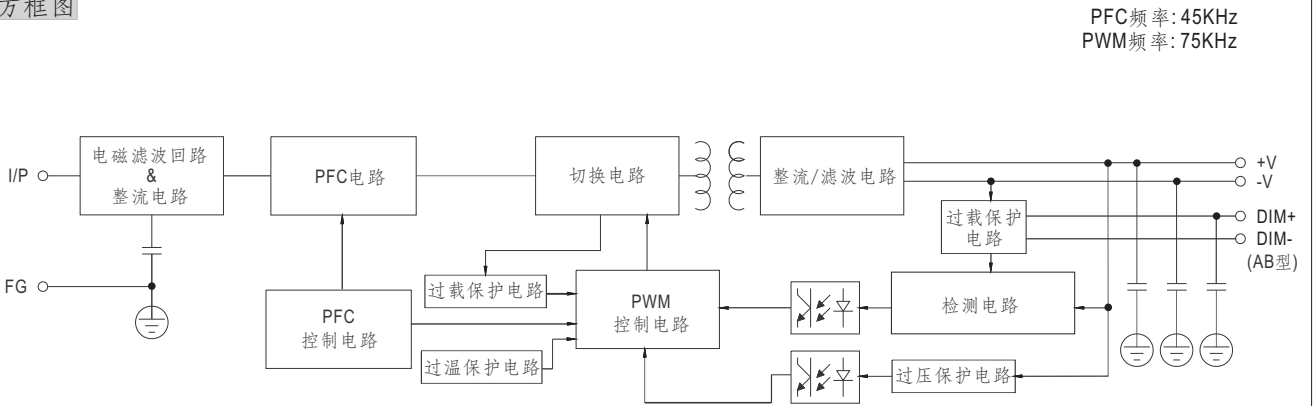 方框图
PFC频率: 45KHz
PWM频率: 75KHz
I/P
电磁滤波回路
&
整流电路
PFC电路
切换电路
整流/滤波电路
+V
-V
过载保护
电路
DIM+
DIM-
(AB型)
FG
PFC
控制电路
过载保护电路
过温保护电路
PWM
控制电路
检测电路
过压保护电路